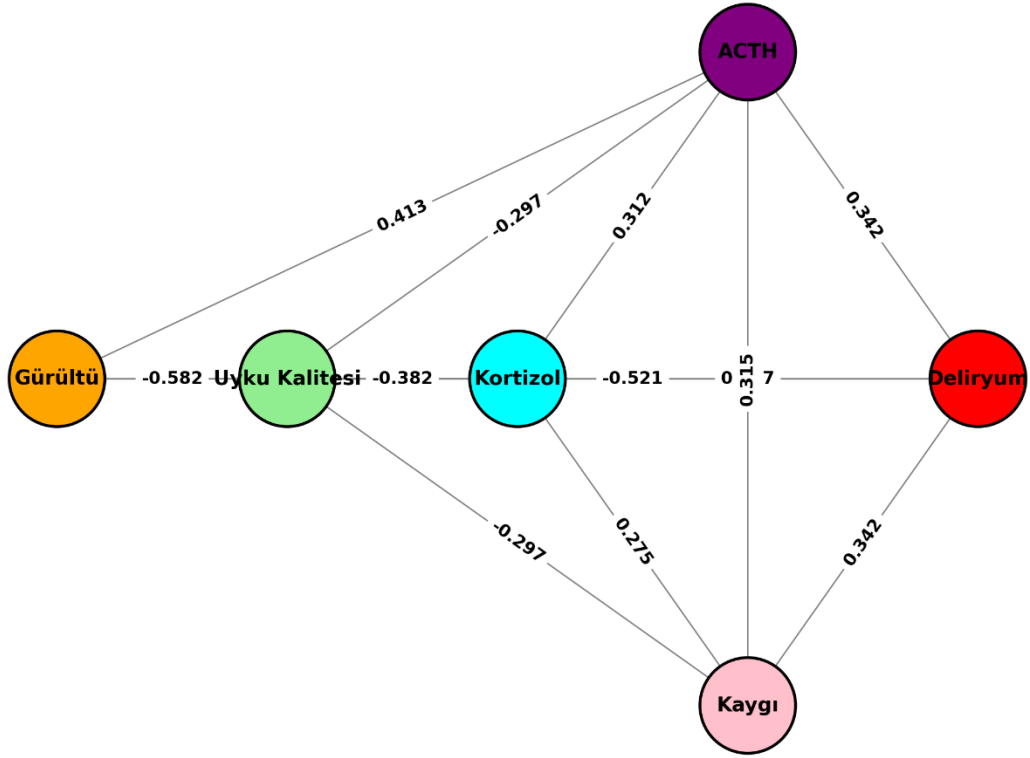 ACTH
0.413
-0.297
0.312
0.342
Gürültü
-0.582
Uyku Kalitesi
-0.382
Kortizol
-0.521
0.315
Deliryum
-0.297
0.275
0.342
Kaygı